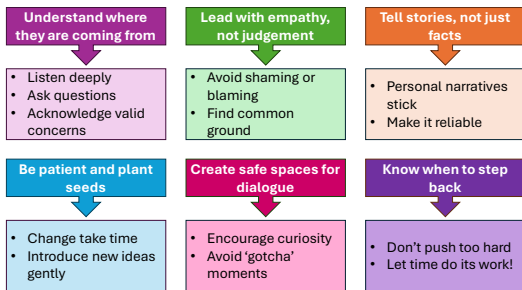 Understand where
they are coming from
• Listen deeply
• Ask questions
• Acknowledge valid
concerns
Lead with empathy,
not judgement
• Avoid shaming or
blaming
• Find common
ground
Tell stories, not just
facts
• Personal narratives
stick
• Make it reliable
Be patient and plant
seeds
• Change take time
• Introduce new ideas
gently
Create safe spaces for
dialogue
• Encourage curiosity
• Avoid ‘gotcha’
moments
Know when to step
back
• Don’t push too hard
• Let time do its work!